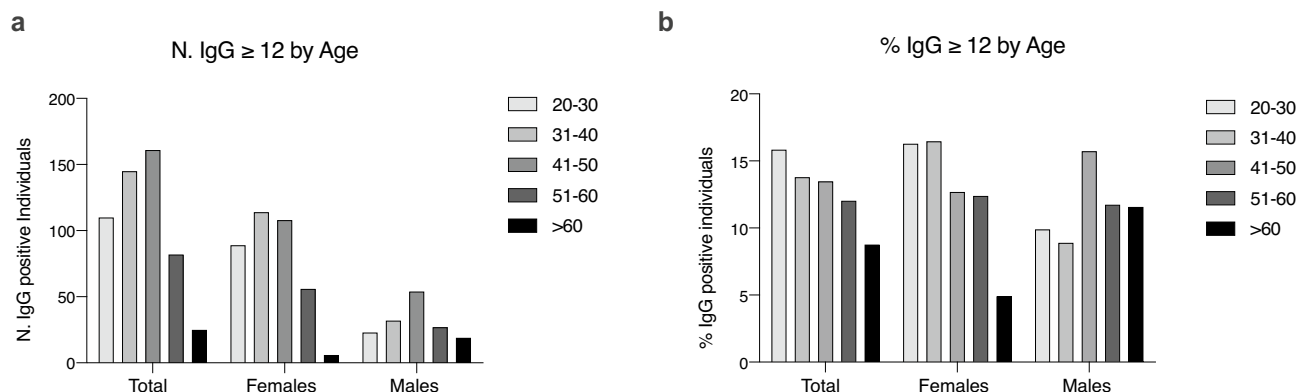 a
N. IgG ≥ 12 by Age
N. IgG positive Individuals
200
150
100
50
0
Total Females Males
20-30
31-40
41-50
51-60
>60
b
% IgG ≥ 12 by Age
% IgG positive individuals
20
15
10
5
0
Total Females Males
20-30
31-40
41-50
51-60
>60